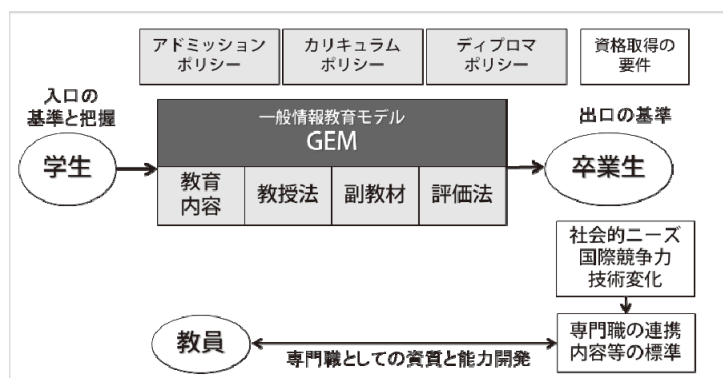 アドミッション
ポリシー
カリキュラム
ポリシー
ディプロマ
ポリシー
資格取得の
要件
入口の
基準と把握
学生
一般情報教育モデル
GEM
教育
内容
教授法
副教材
評価法
出口の基準
卒業生
社会的ニーズ
国際競争力
技術変化
専門職の連携
内容等の標準
教員
専門職としての資質と能力開発